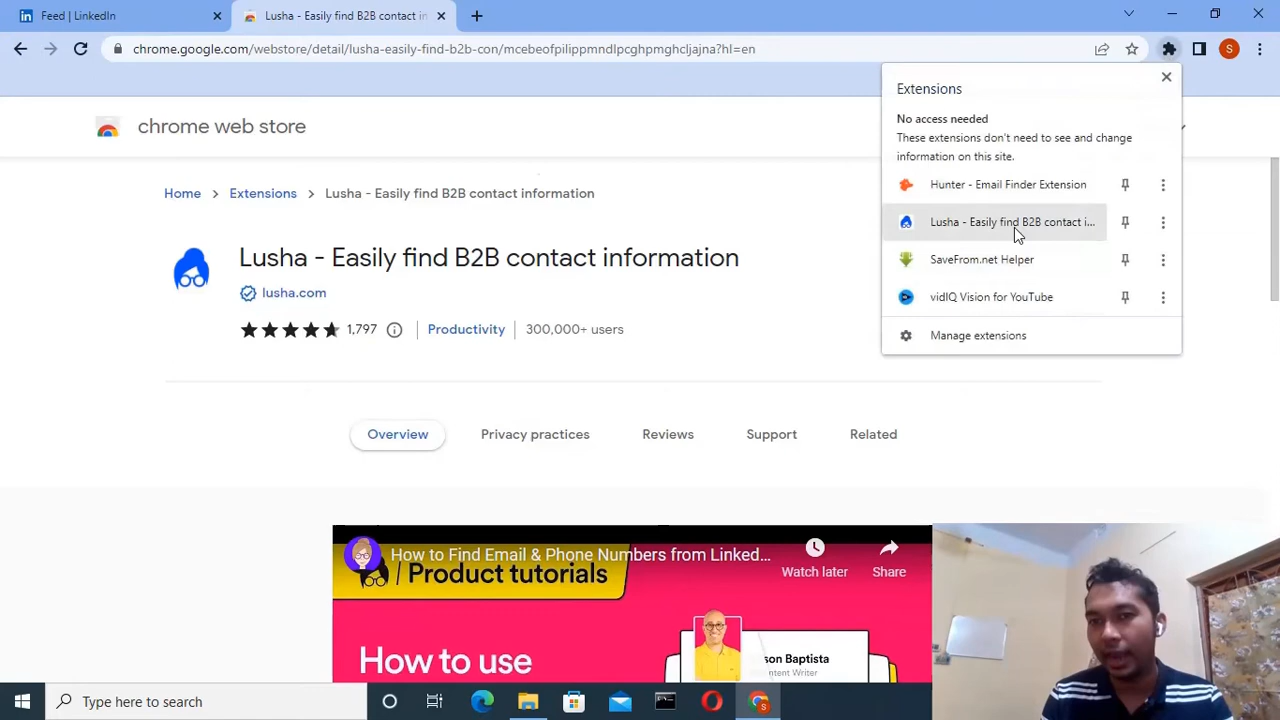 Feed | LinkedIn
Lusha - Easily find B2B contact in
chrome.google.com/webstore/detail/lusha-easily-find-b2b-con/mcebeofpilippmndlpcghpmghcljajna?hl=en
S
Extensions
No access needed
These extensions don't need to see and change
information on this site.
Hunter - Email Finder Extension
Lusha - Easily find B2B contact i...
SaveFrom.net Helper
vidIQ Vision for YouTube
Manage extensions
chrome web store
Home
Extensions
Lusha - Easily find B2B contact information
Lusha - Easily find B2B contact information
lusha.com
1,797
Productivity
300,000+ users
Overview
Privacy practices
Reviews
Support
Related
How to Find Email & Phone Numbers from Linked...
Watch later
Share
Product tutorials
How to use
son Baptista
ntent Writer
Type here to search